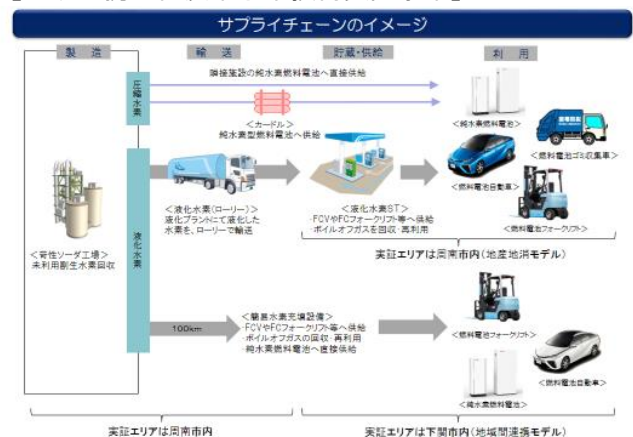 サプライチェーンのイメージ
製 造
輸 送
貯蔵・供給
利 用
圧縮水素
隣接施設の純水素燃料電池へ直接供給
<カードル>
純水素型燃料電池へ供給
<純水素燃料電池>
<燃料電池ゴミ収集車>
<燃料電池自動車>
<燃料電池フォークリフト>
<苛性ソーダ工場>
未利用副生水素回収
液化水素
<液化水素(ローリー)>
液化プラントにて液化した
水素を、ローリーで輸送
<液化水素ST>
・FCVやFCフォークリフト等へ供給
・ボイルオフガスを回収・再利用
実証エリアは周南市内(地産地消モデル)
100km
<簡易水素充填設備>
・FCVやFCフォークリフト等へ供給
・ボイルオフガスの回収・再利用
・純水素燃料電池へ直接供給
<燃料電池フォークリフト>
<燃料電池自動車>
<純水素燃料電池>
実証エリアは周南市内
実証エリアは下関市内(地域間連携モデル)